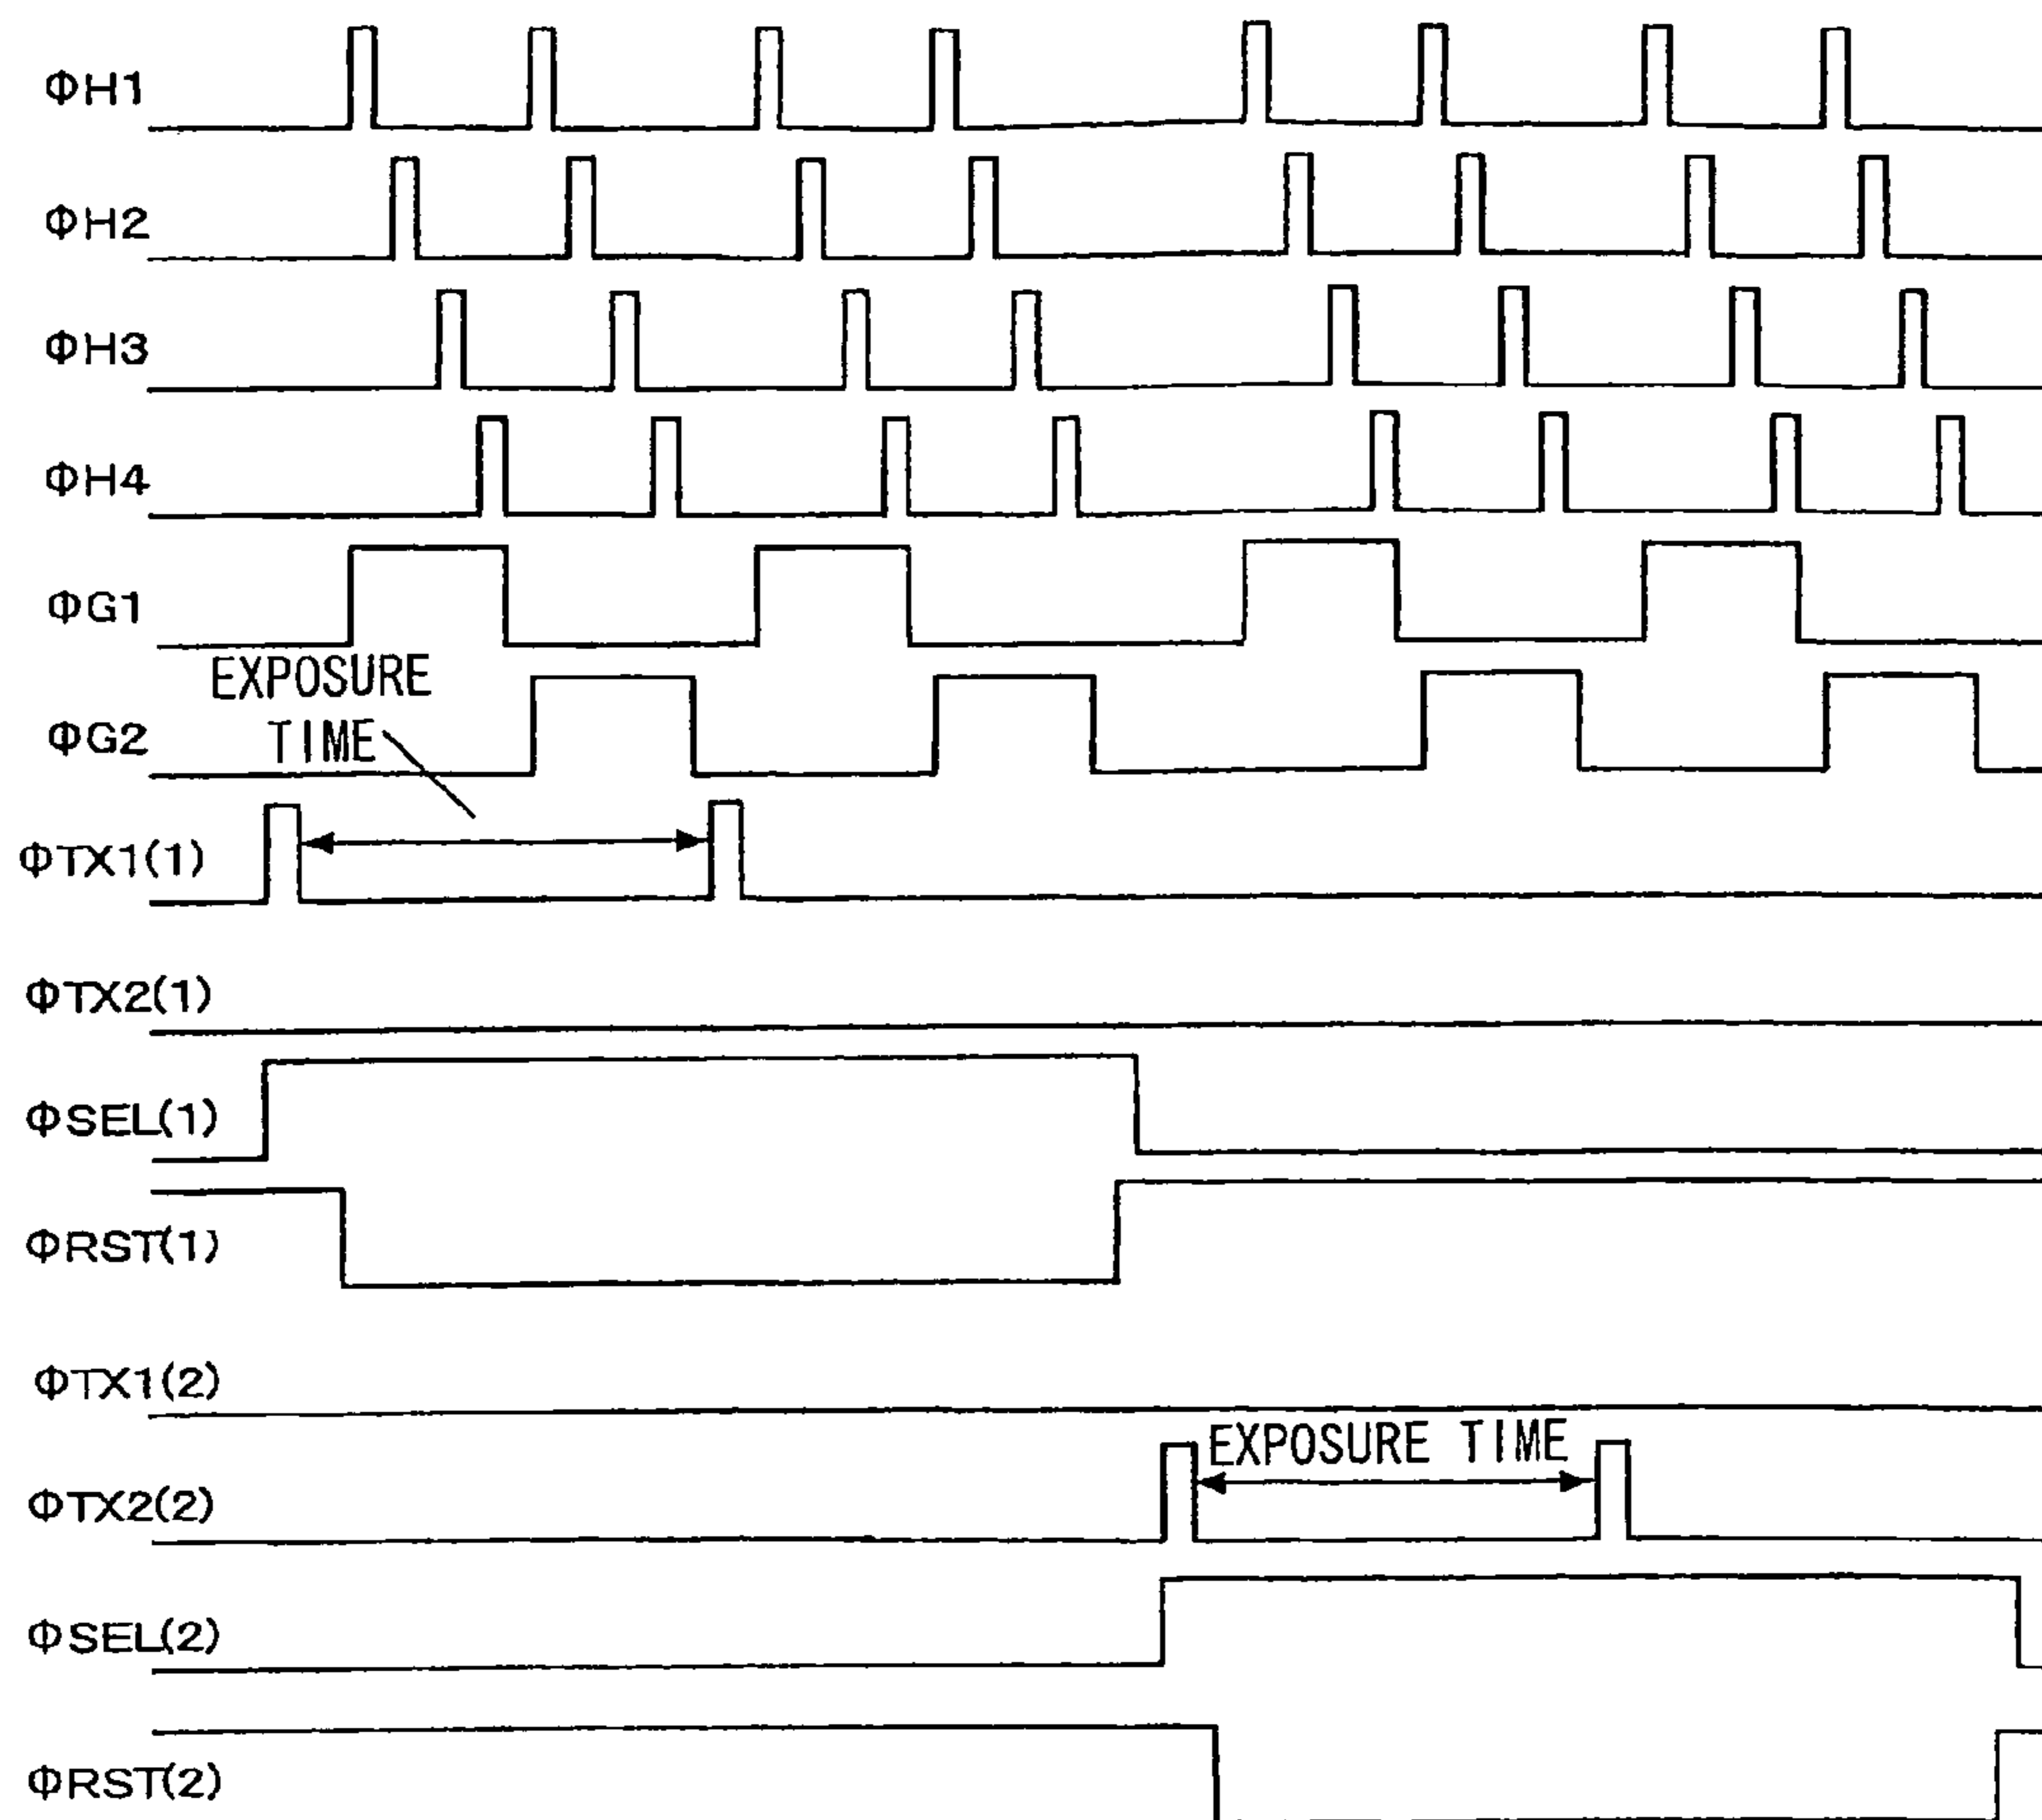 ΦH1
ΦH2
ΦH3
ΦH4
ΦG1
EXPOSURE
TIME
ΦG2
ΦTX1(1)
ΦTX2(1)
ΦSEL(1)
ΦRST(1)
ΦTX1(2)
EXPOSURE TIME
ΦTX2(2)
ΦSEL(2)
ΦRST(2)